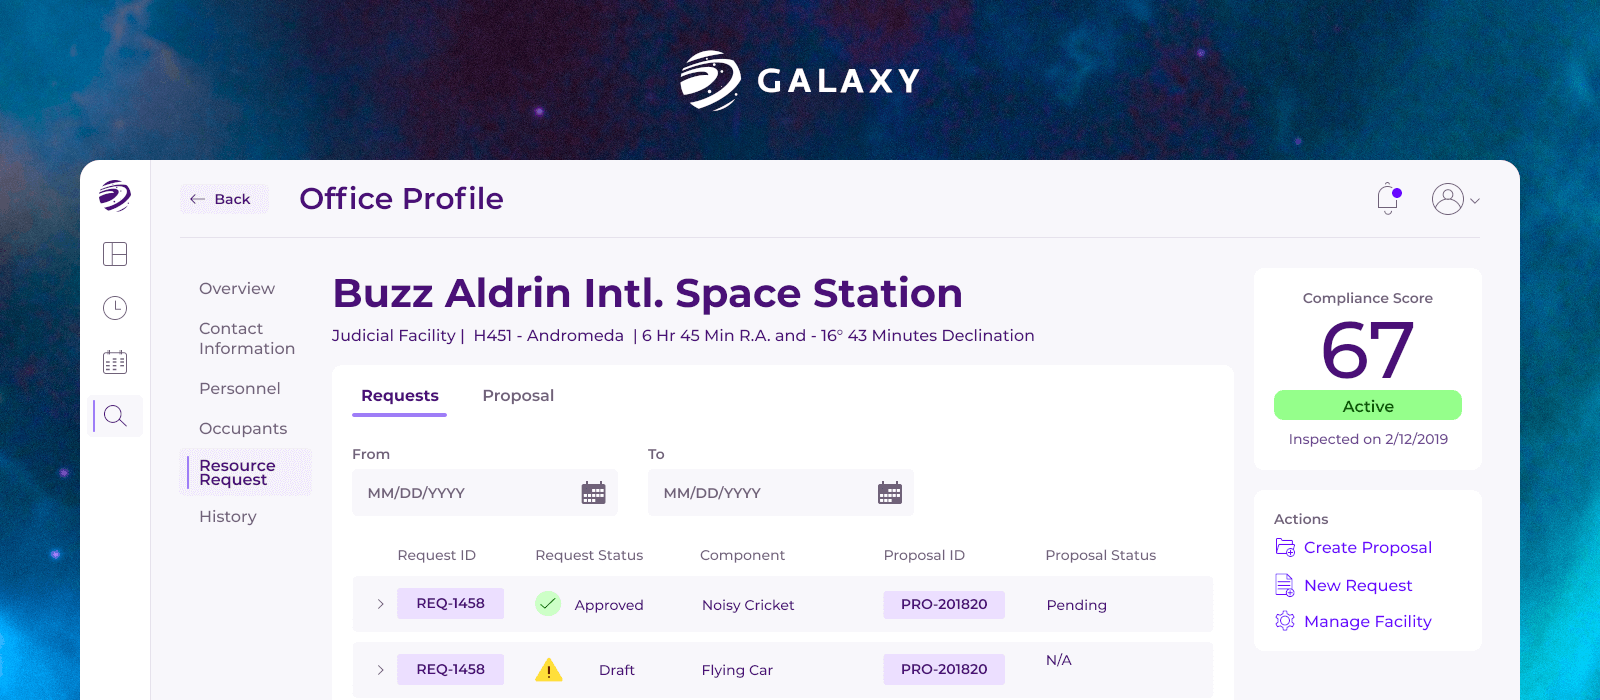 GALAXY
Back
Office Profile
Overview
Contact
Information
Personnel
Occupants
Resource
Request
History
Buzz Aldrin Intl. Space Station
Judicial Facility | H451 - Andromeda | 6 Hr 45 Min R.A. and - 16° 43 Minutes Declination
Requests Proposal
From To
MM/DD/YYYY MM/DD/YYYY
Request ID Request Status Component Proposal ID Proposal Status
REQ-1458 Approved Noisy Cricket PRO-201820 Pending
REQ-1458 Draft Flying Car PRO-201820 N/A
Compliance Score
67
Active
Inspected on 2/12/2019
Actions
Create Proposal
New Request
Manage Facility